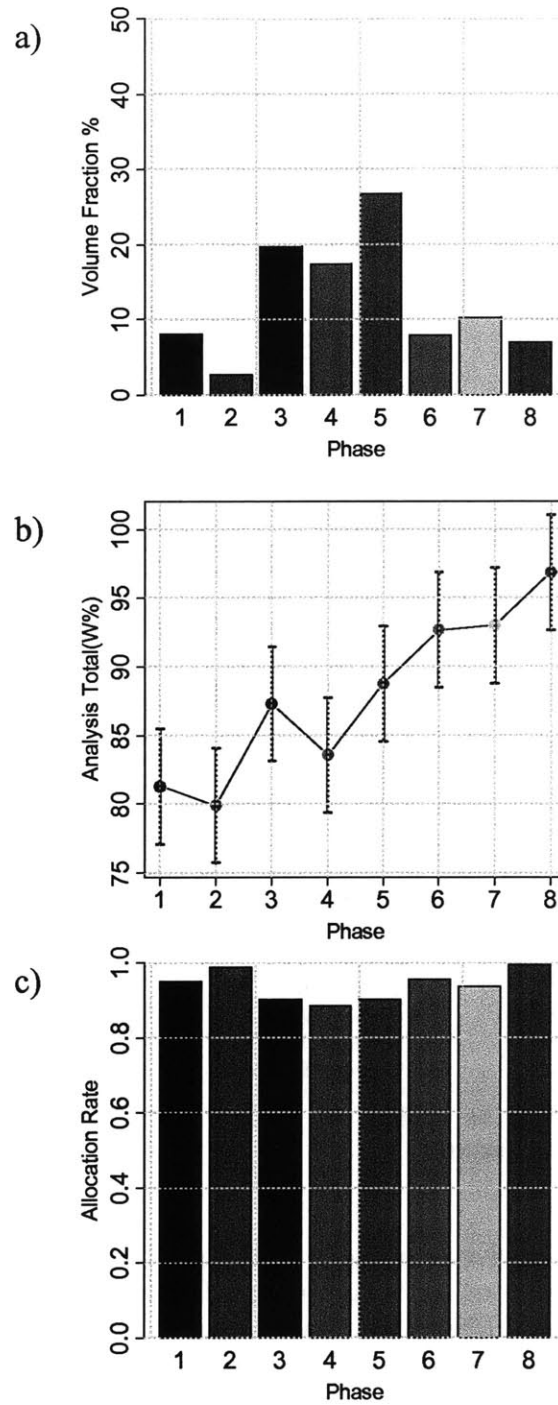 a)
Volume Fraction %
50
40
30
20
10
0
1 2 3 4 5 6 7 8
Phase
b)
Analysis Total(W%)
100
95
90
85
80
75
1 2 3 4 5 6 7 8
Phase
c)
Allocation Rate
1.0
0.8
0.6
0.4
0.2
0.0
1 2 3 4 5 6 7 8
Phase